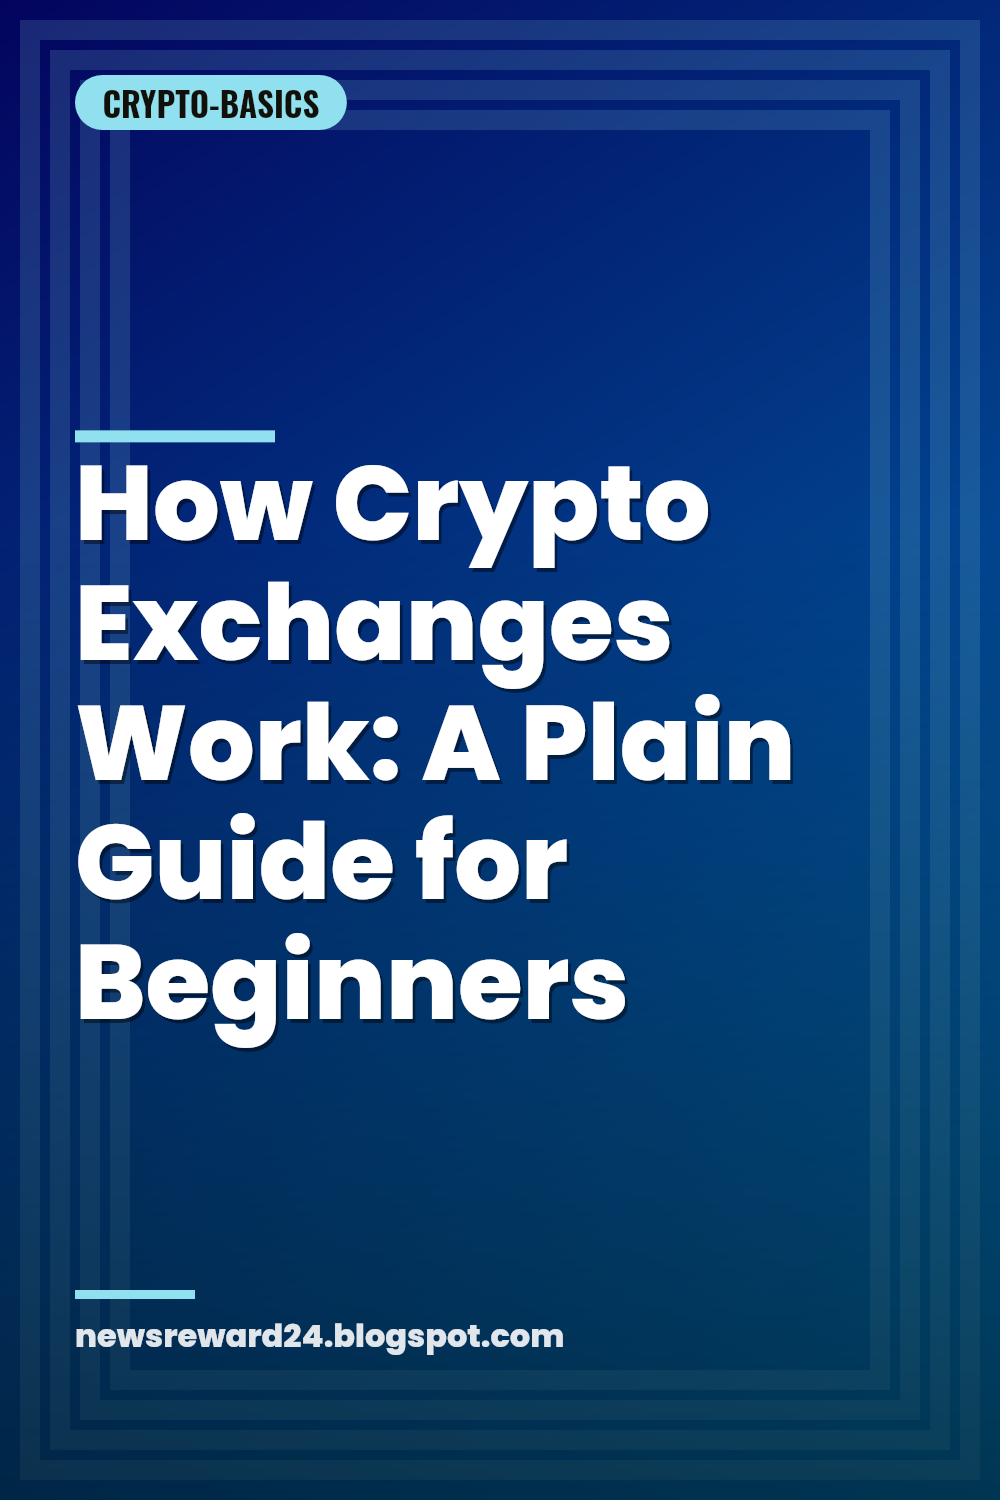 CRYPTO-BASICS
How Crypto
Exchanges
Work: A Plain
Guide for
Beginners
newsreward24.blogspot.com